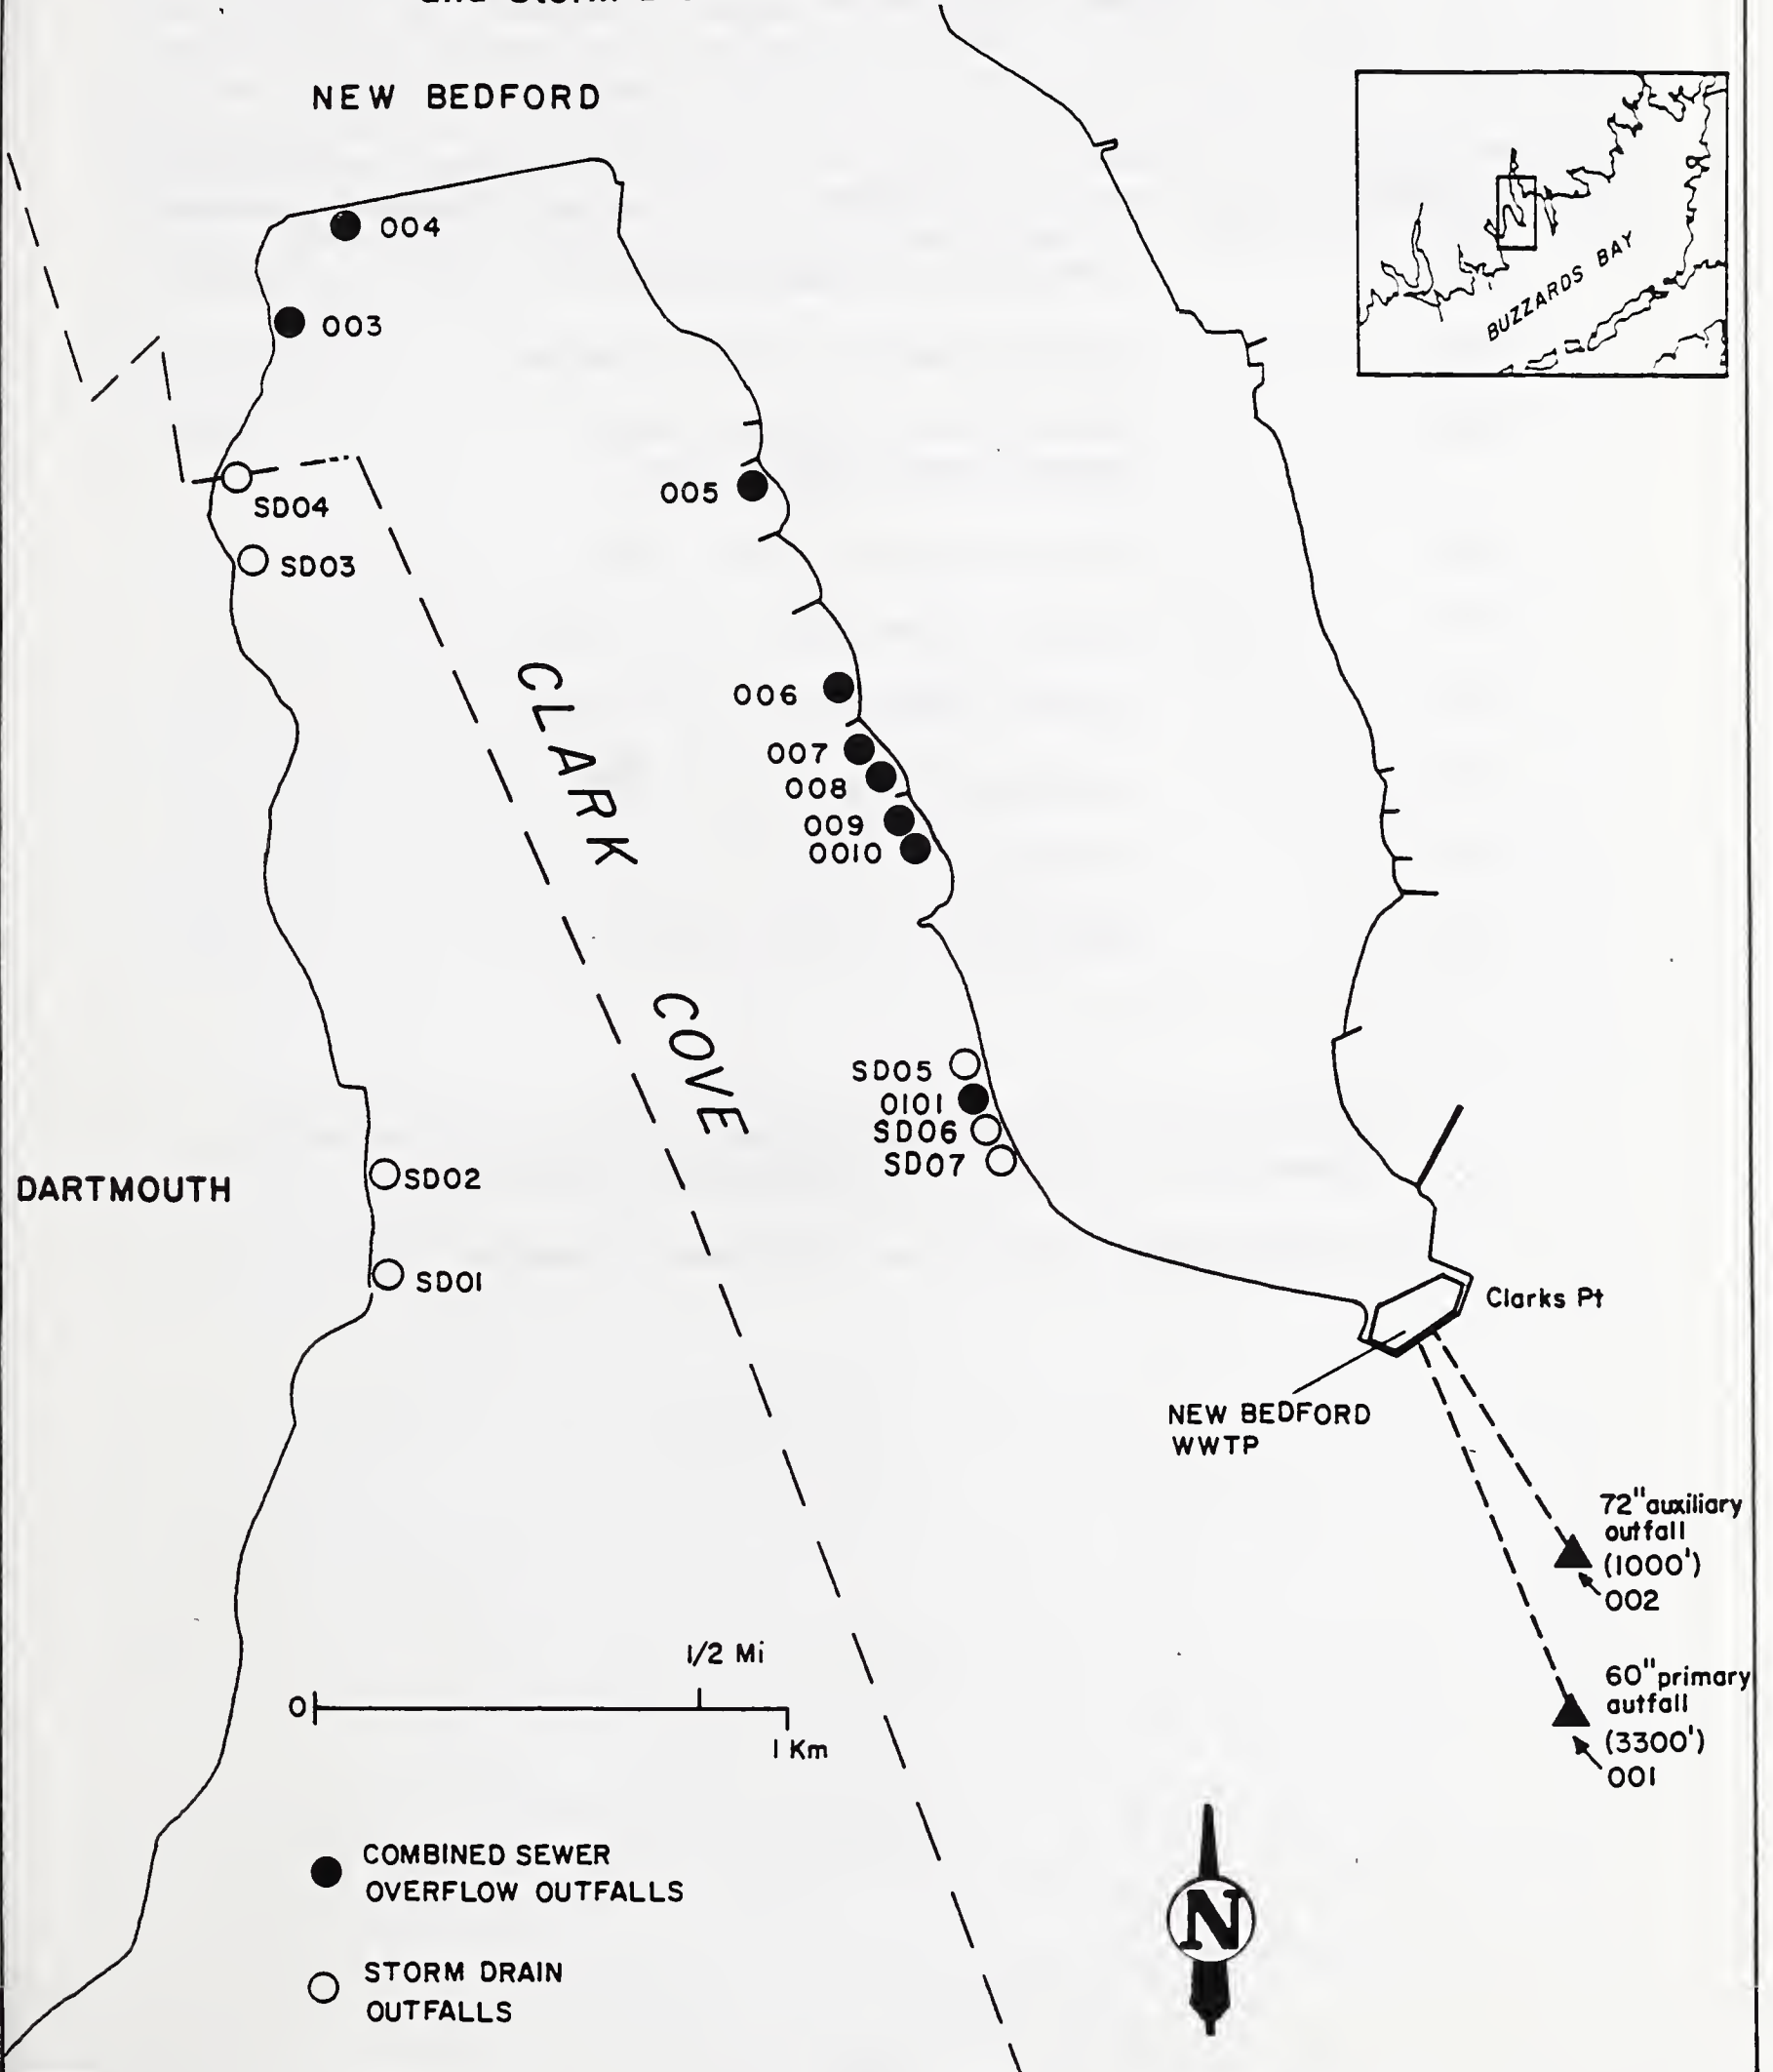 NEW BEDFORD
004
003
BUZZARDS BAY
SD04
SD03
005
CLARK
COVE
006
007
008
009
0010
SD05
0101
SD06
SD07
DARTMOUTH
SD02
SD01
Clarks Pt
NEW BEDFORD
WWTP
72" auxiliary
outfall
(1000')
002
1/2 Mi
0
1 Km
60" primary
autfall
(3300')
001
COMBINED SEWER
OVERFLOW OUTFALLS
STORM DRAIN
OUTFALLS
N